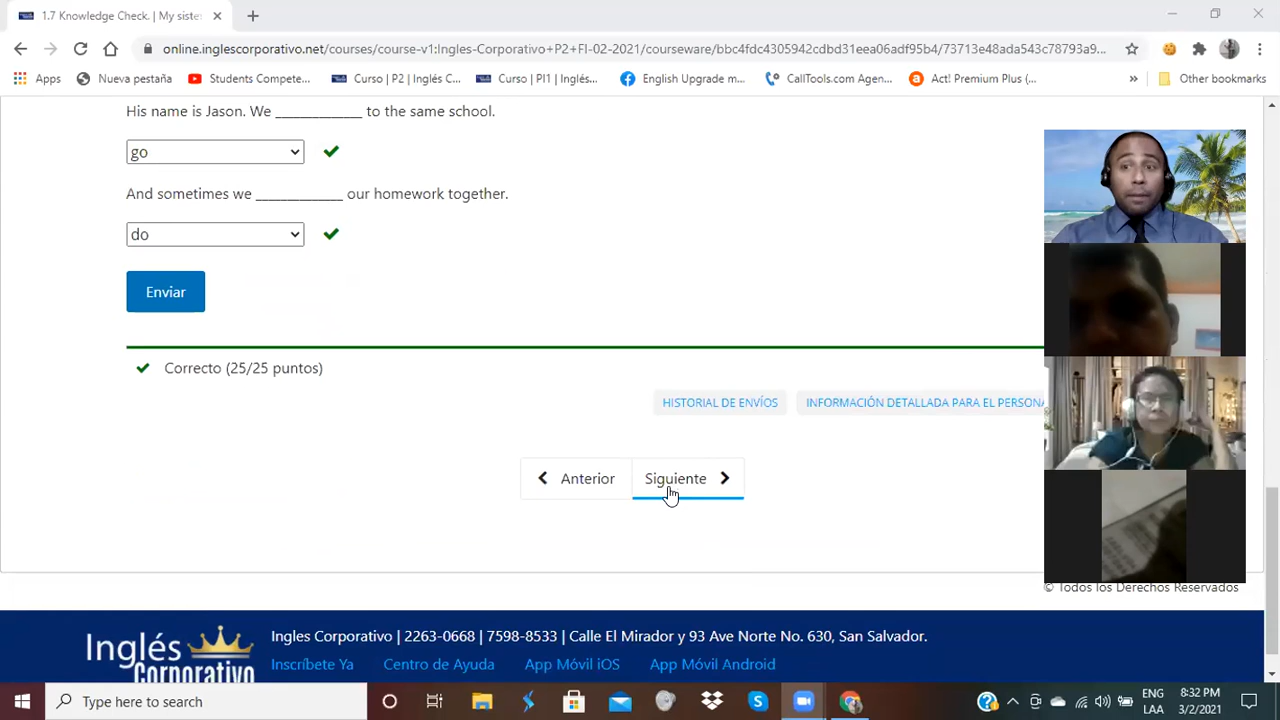 1.7 Knowledge Check. | My siste
online.inglescorporativo.net/courses/course-v1:Ingles-Corporativo+P2+FI-02-2021/courseware/bbc4fdc4305942cdbd31eea06adf95b4/73713e48ada543c78793a9...
Apps Nueva pestaña Students Compete... Curso | P2 | Inglés C... Curso | PI1 | Inglés... English Upgrade m... CallTools.com Agen... Act! Premium Plus (... » Other bookmarks
His name is Jason. We _____________ to the same school.
go
And sometimes we ____________ our homework together.
do
Enviar
Correcto (25/25 puntos)
HISTORIAL DE ENVÍOS INFORMACIÓN DETALLADA PARA EL PERSONA
Anterior Siguiente
© Todos los Derechos Reservados
Inglés Corporativo
Ingles Corporativo | 2263-0668 | 7598-8533 | Calle El Mirador y 93 Ave Norte No. 630, San Salvador.
Inscríbete Ya Centro de Ayuda App Móvil iOS App Móvil Android
Type here to search
ENG 8:32 PM
LAA 3/2/2021